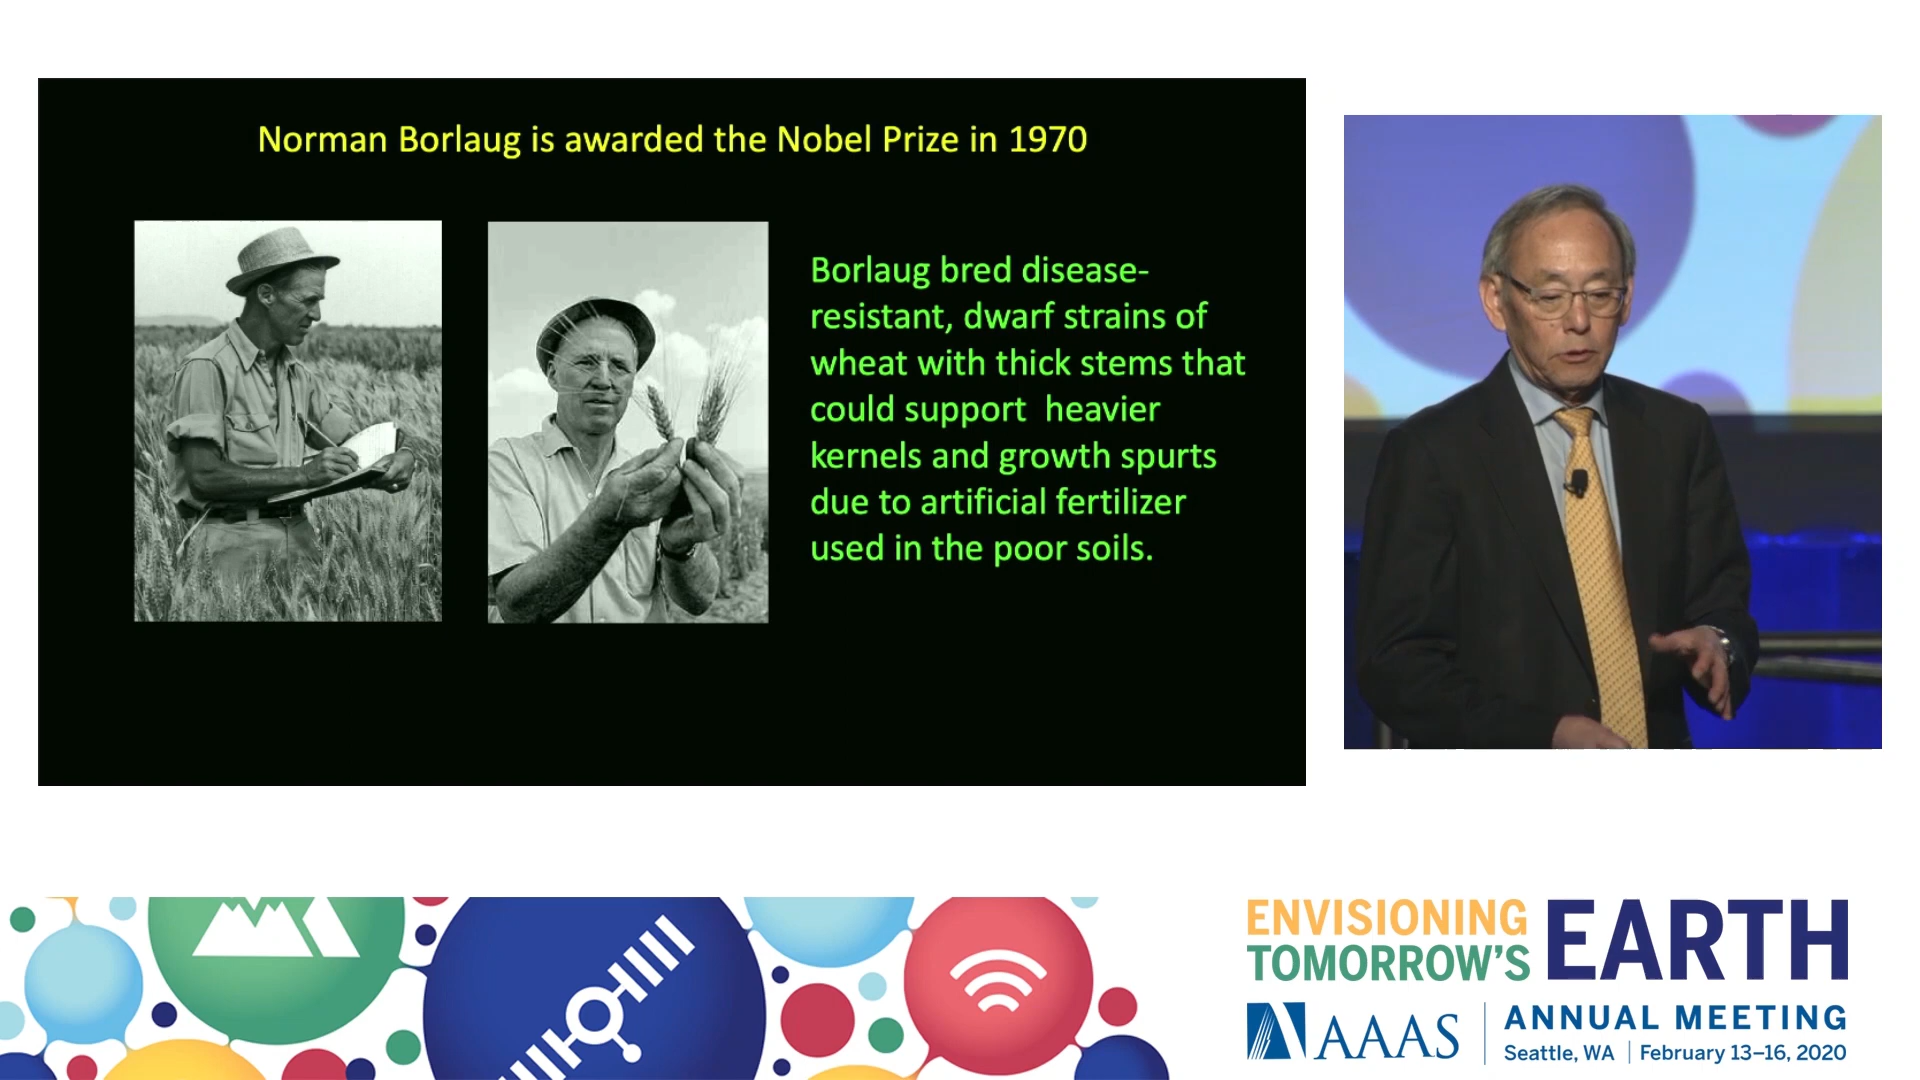 Norman Borlaug is awarded the Nobel Prize in 1970
Borlaug bred disease-
resistant, dwarf strains of
wheat with thick stems that
could support  heavier
kernels and growth spurts
due to artificial fertilizer
used in the poor soils.
ENVISIONING
TOMORROW'S
EARTH
AAAS
ANNUAL MEETING
Seattle, WA | February 13–16, 2020